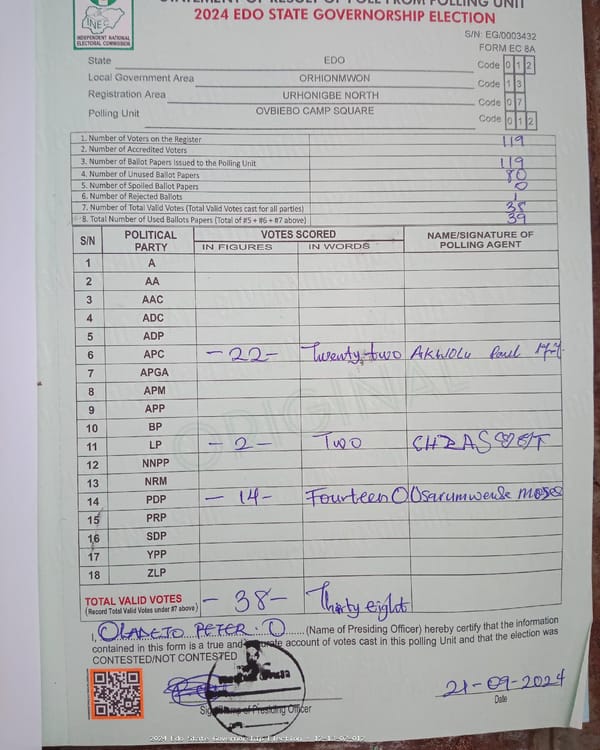 STATEMENT OF RESULT OF POLL FROM POLLING UNIT
2024 EDO STATE GOVERNORSHIP ELECTION
INEC
INDEPENDENT NATIONAL
ELECTORAL COMMISSION
S/N: EG/0003432
FORM EC 8A
State EDO Code 0 1 2
Local Government Area ORHIONMWON Code 1 3
Registration Area URHONIGBE NORTH Code 0 7
Polling Unit OVBIEBO CAMP SQUARE Code 0 1 2
1. Number of Voters on the Register 119
2. Number of Accredited Voters
3. Number of Ballot Papers Issued to the Polling Unit 119
4. Number of Unused Ballot Papers 80
5. Number of Spoiled Ballot Papers 0
6. Number of Rejected Ballots 1
7. Number of Total Valid Votes (Total Valid Votes cast for all parties) 38
8. Total Number of Used Ballots Papers (Total of #5 + #6 + #7 above) 39
S/N POLITICAL PARTY VOTES SCORED NAME/SIGNATURE OF POLLING AGENT
IN FIGURES IN WORDS
1 A
2 AA
3 AAC
4 ADC
5 ADP
6 APC -22- Twenty-two AKHOLU Paul
7 APGA
8 APM
9 APP
10 BP
11 LP -2- Two
12 NNPP
13 NRM
14 PDP -14- Fourteen Osarumwense moses
15 PRP
16 SDP
17 YPP
18 ZLP
ORIGINAL
TOTAL VALID VOTES -38- Thirty eight
(Record Total Valid Votes under #7 above)
I, OLADEJO PETER. O (Name of Presiding Officer) hereby certify that the information
contained in this form is a true and account of votes cast in this polling Unit and that the election was
CONTESTED/NOT CONTESTED
21-09-2024
Date
of Presiding Officer
2024 Edo State Governorship Election - 12-13-07-012